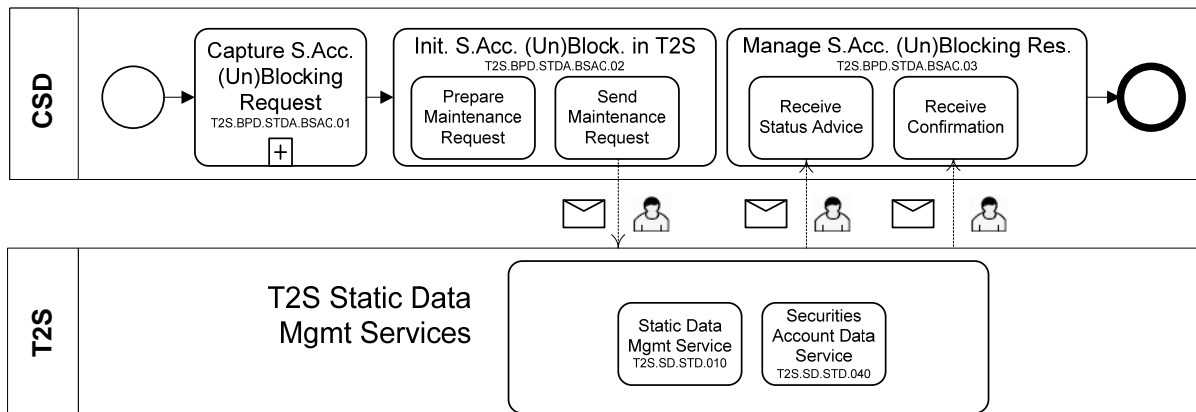 CSD
Capture S.Acc.
(Un)Blocking
Request
T2S.BPD.STDA.BSAC.01
+
Init. S.Acc. (Un)Block. in T2S
T2S.BPD.STDA.BSAC.02
Prepare
Maintenance
Request
Send
Maintenance
Request
Manage S.Acc. (Un)Blocking Res.
T2S.BPD.STDA.BSAC.03
Receive
Status Advice
Receive
Confirmation
T2S
T2S Static Data
Mgmt Services
Static Data
Mgmt Service
T2S.SD.STD.010
Securities
Account Data
Service
T2S.SD.STD.040